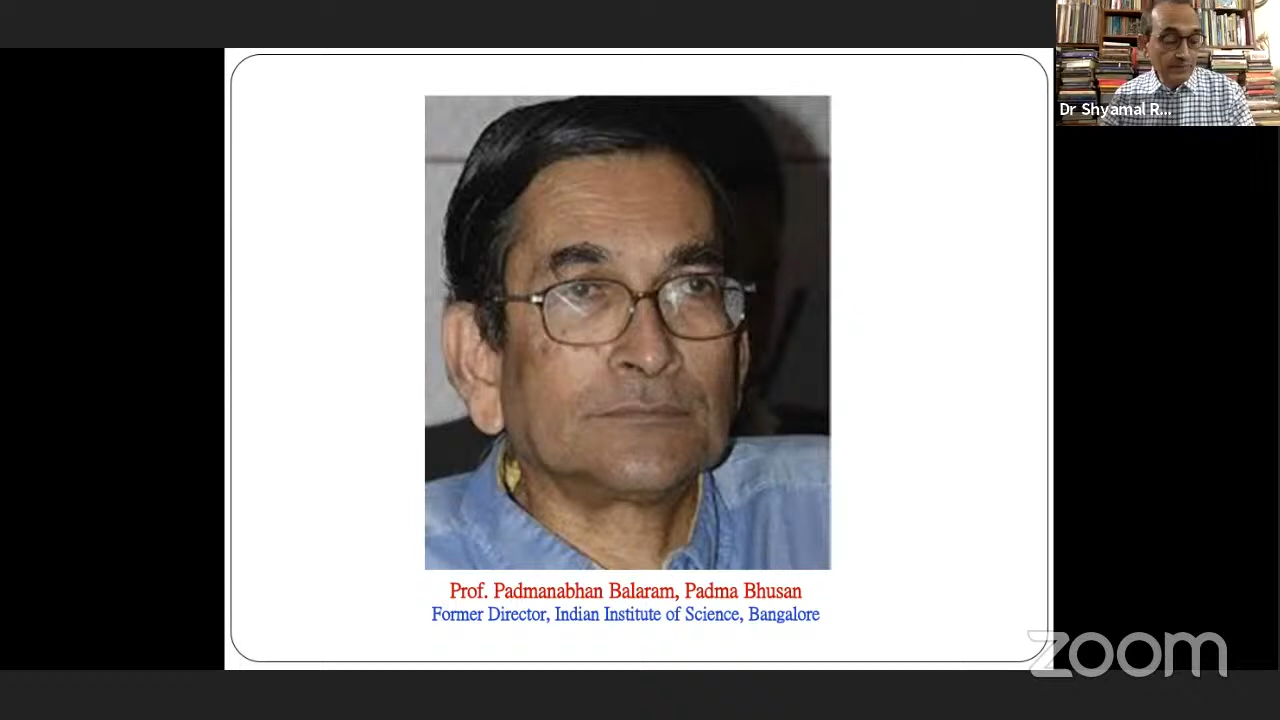 Dr Shyamal R...
Prof. Padmanabhan Balaram, Padma Bhusan
Former Director, Indian Institute of Science, Bangalore
zoom